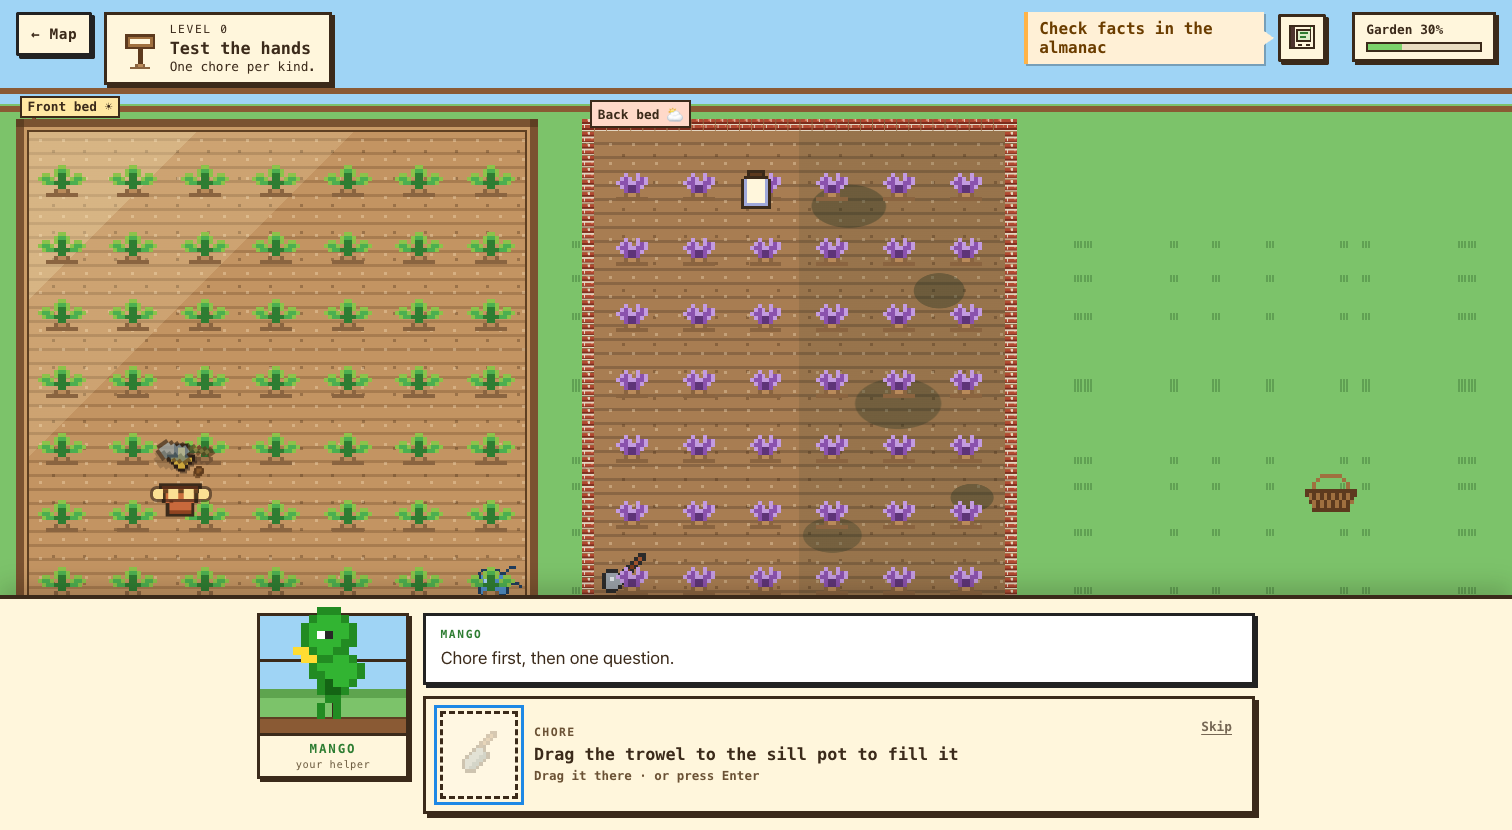 ← Map
LEVEL 0
Test the hands
One chore per kind.
Check facts in the
almanac
Garden 30%
Front bed ☀
Back bed ⛅
MANGO
Chore first, then one question.
MANGO
your helper
CHORE
Drag the trowel to the sill pot to fill it
Drag it there · or press Enter
Skip